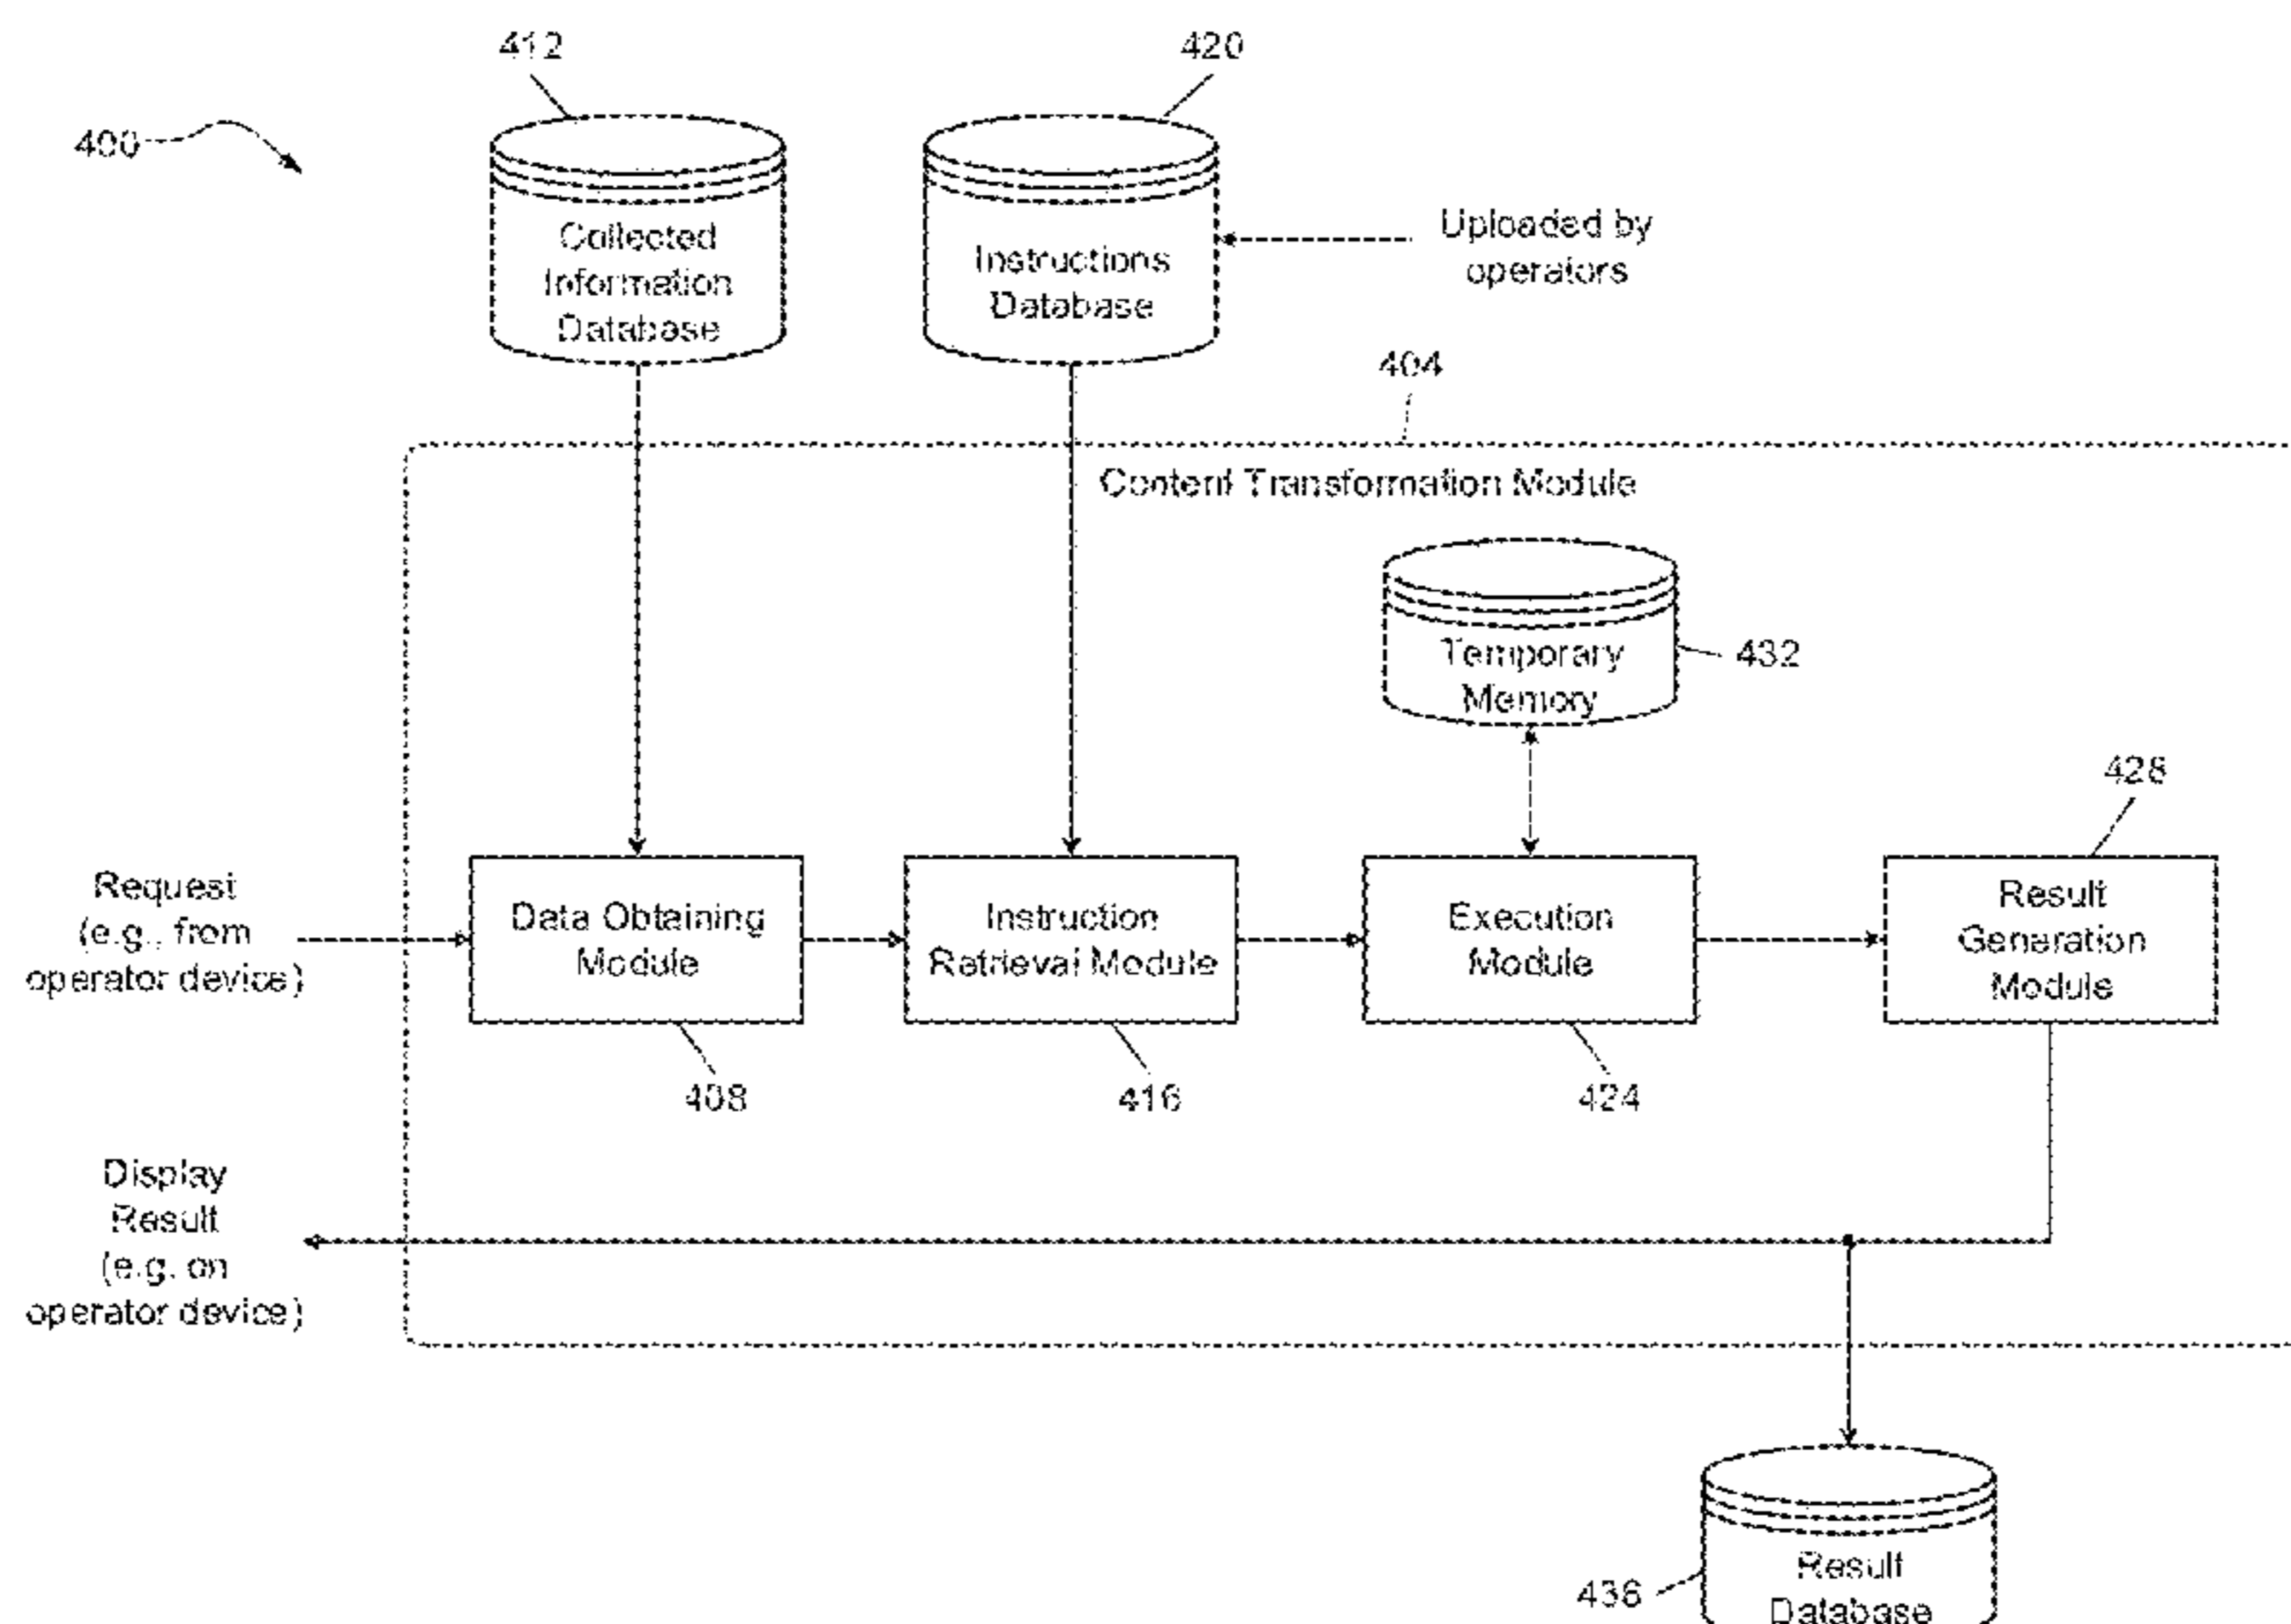 412
420
400
Collected
Information
Database
Instructions
Database
Uploaded by
operators
404
Content Transformation Module
Temporary
Memory
432
428
Request
(e.g., from
operator device)
Data Obtaining
Module
Instruction
Retrieval Module
Execution
Module
Result
Generation
Module
408
416
424
Display
Result
(e.g. on
operator device)
436
Result
Database